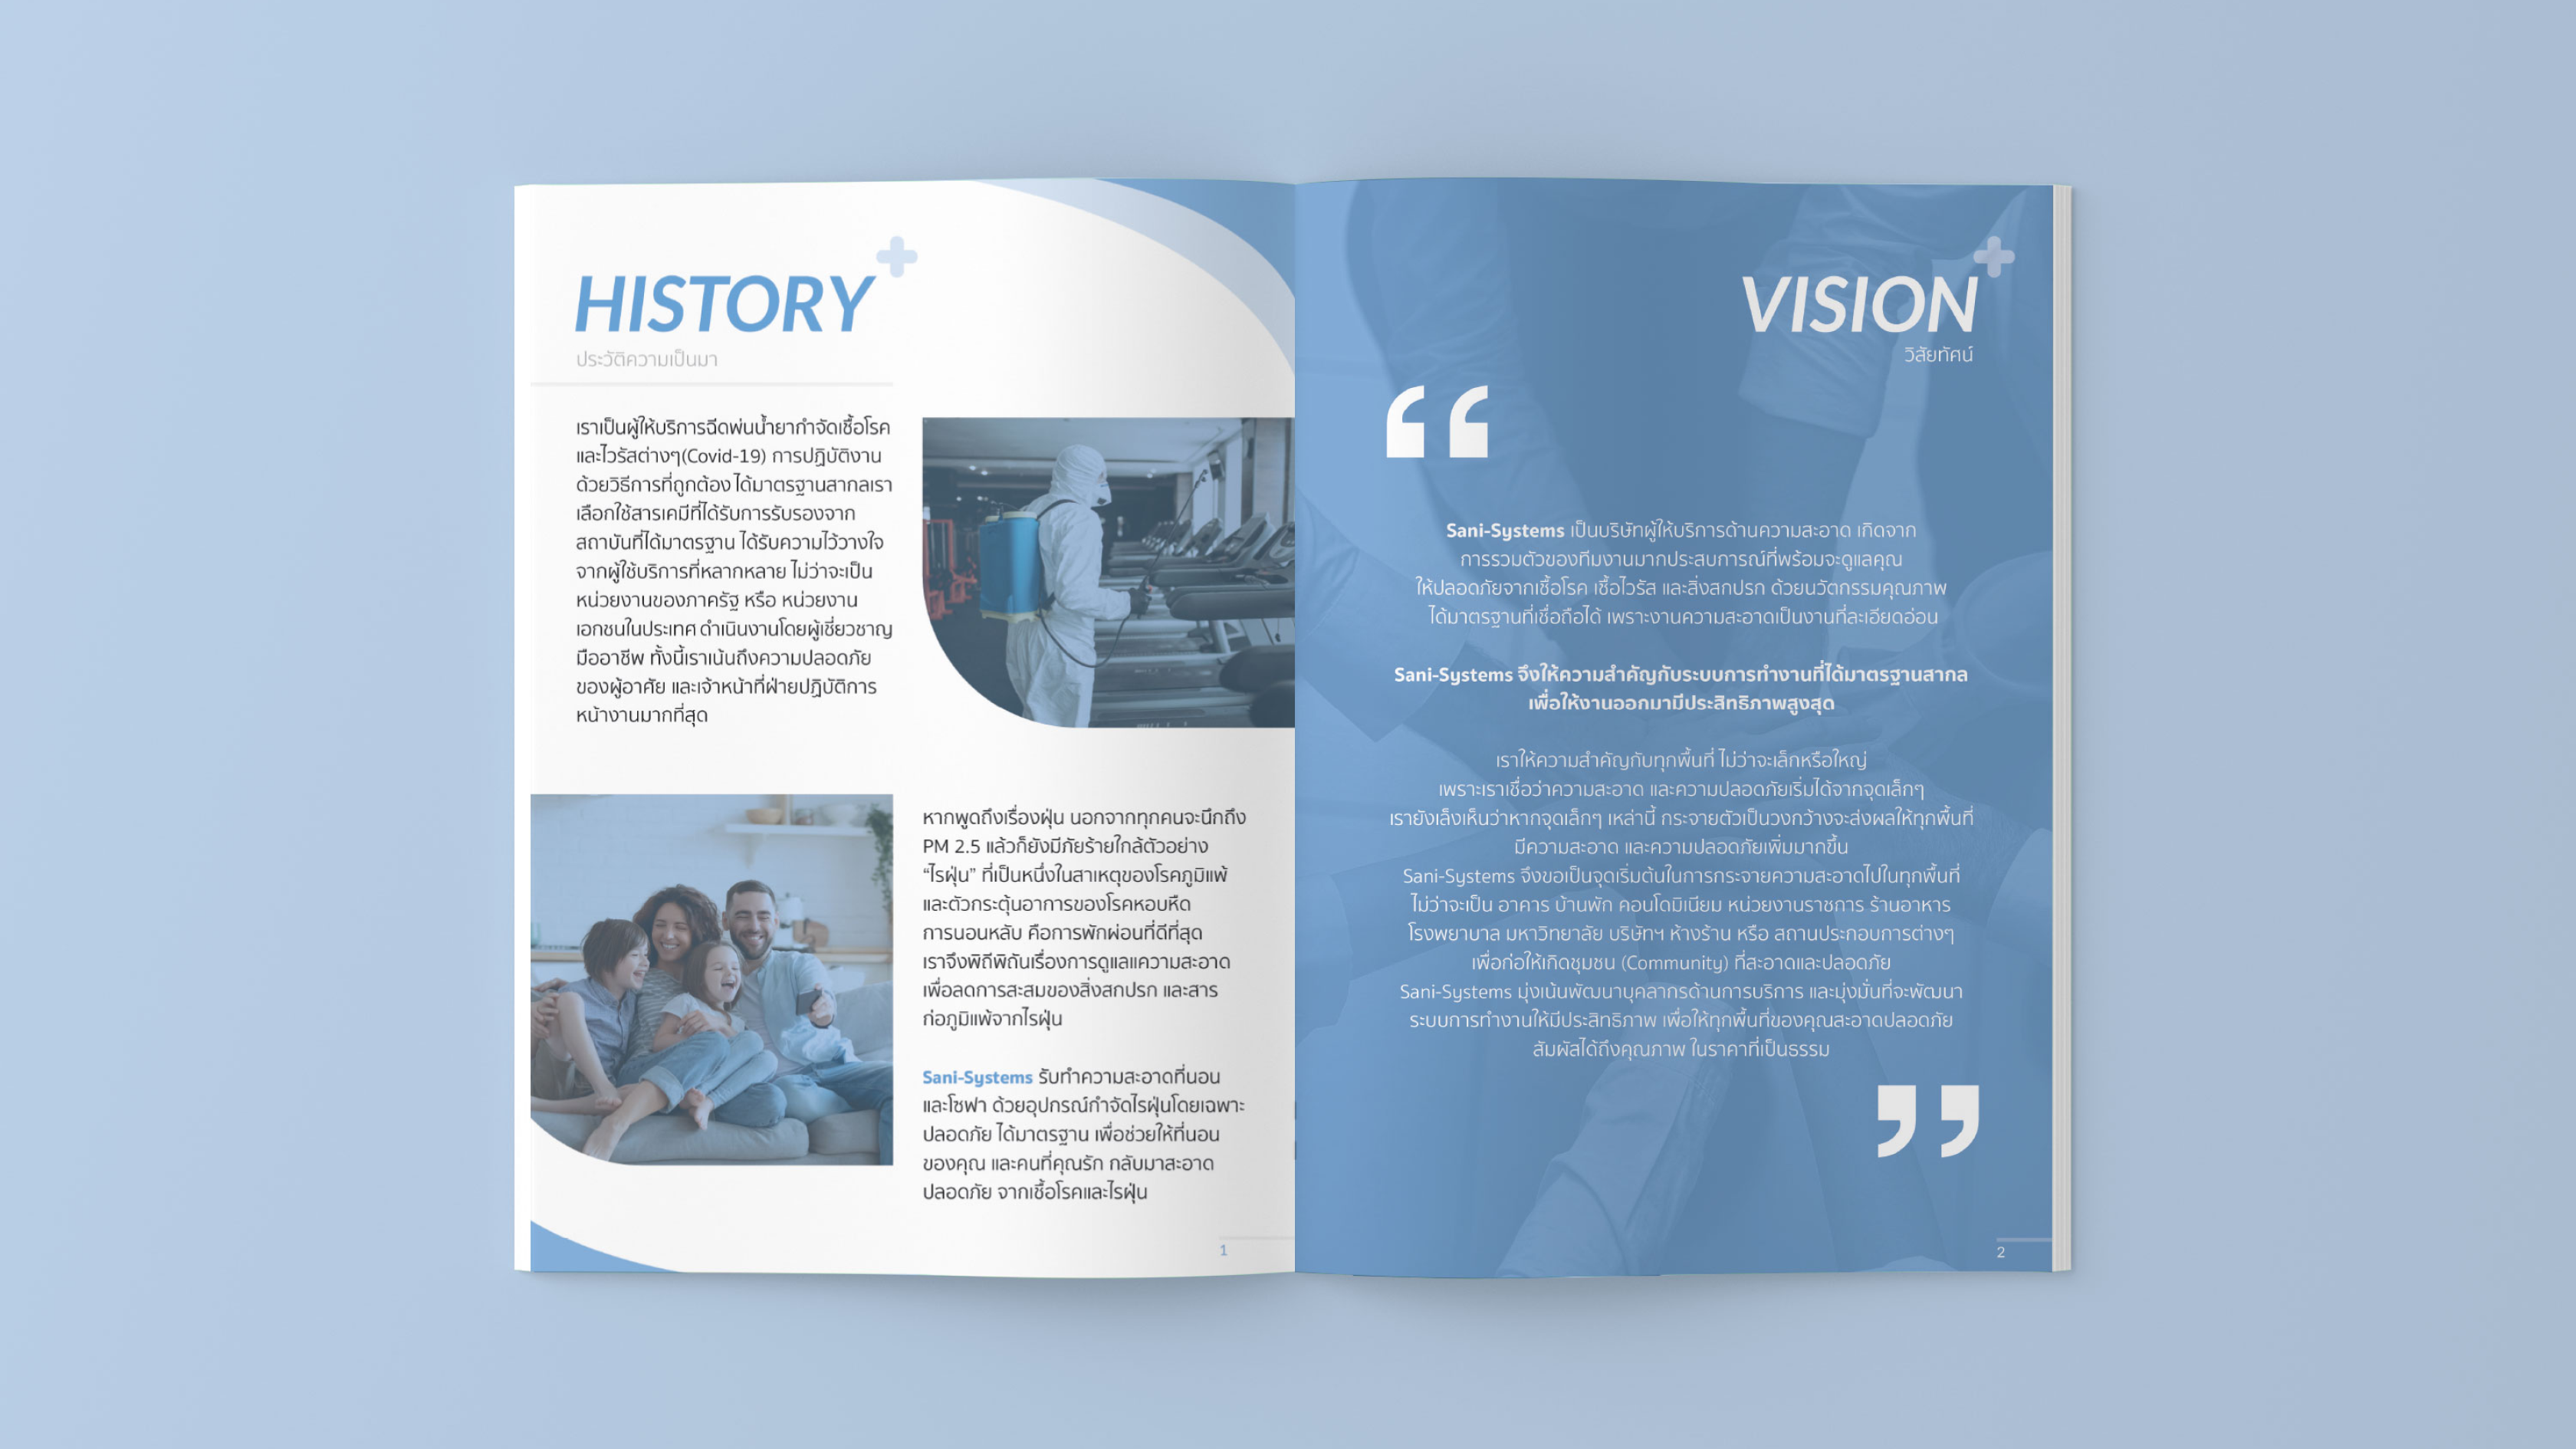 HISTORY
ประวัติความเป็นมา
เราเป็นผู้ให้บริการฉีดพ่นน้ำยากำจัดเชื้อโรค
และไวรัสต่างๆ(Covid-19) การปฏิบัติงาน
ด้วยวิธีการที่ถูกต้อง ได้มาตรฐานสากลเรา
เลือกใช้สารเคมีที่ได้รับการรับรองจาก
สถาบันที่ได้มาตรฐาน ได้รับความไว้วางใจ
จากผู้ใช้บริการที่หลากหลาย ไม่ว่าจะเป็น
หน่วยงานของภาครัฐ หรือ หน่วยงาน
เอกชนในประเทศ ดำเนินงานโดยผู้เชี่ยวชาญ
มืออาชีพ ทั้งนี้เราเน้นถึงความปลอดภัย
ของผู้อาศัย และเจ้าหน้าที่ฝ่ายปฏิบัติการ
หน้างานมากที่สุด
หากพูดถึงเรื่องฝุ่น นอกจากทุกคนจะนึกถึง
PM 2.5 แล้วก็ยังมีภัยร้ายใกล้ตัวอย่าง
“ไรฝุ่น” ที่เป็นหนึ่งในสาเหตุของโรคภูมิแพ้
และตัวกระตุ้นอาการของโรคหอบหืด
การนอนหลับ คือการพักผ่อนที่ดีที่สุด
เราจึงพิถีพิถันเรื่องการดูแลแความสะอาด
เพื่อลดการสะสมของสิ่งสกปรก และสาร
ก่อภูมิแพ้จากไรฝุ่น
Sani-Systems รับทำความสะอาดที่นอน
และโซฟา ด้วยอุปกรณ์กำจัดไรฝุ่นโดยเฉพาะ
ปลอดภัย ได้มาตรฐาน เพื่อช่วยให้ที่นอน
ของคุณ และคนที่คุณรัก กลับมาสะอาด
ปลอดภัย จากเชื้อโรคและไรฝุ่น
1
VISION
วิสัยทัศน์
“
Sani-Systems เป็นบริษัทผู้ให้บริการด้านความสะอาด เกิดจาก
การรวมตัวของทีมงานมากประสบการณ์ที่พร้อมจะดูแลคุณ
ให้ปลอดภัยจากเชื้อโรค เชื้อไวรัส และสิ่งสกปรก ด้วยนวัตกรรมคุณภาพ
ได้มาตรฐานที่เชื่อถือได้ เพราะงานความสะอาดเป็นงานที่ละเอียดอ่อน
Sani-Systems จึงให้ความสำคัญกับระบบการทำงานที่ได้มาตรฐานสากล
เพื่อให้งานออกมามีประสิทธิภาพสูงสุด
เราให้ความสำคัญกับทุกพื้นที่ ไม่ว่าจะเล็กหรือใหญ่
เพราะเราเชื่อว่าความสะอาด และความปลอดภัยเริ่มได้จากจุดเล็กๆ
เรายังเล็งเห็นว่าหากจุดเล็กๆ เหล่านี้ กระจายตัวเป็นวงกว้างจะส่งผลให้ทุกพื้นที่
มีความสะอาด และความปลอดภัยเพิ่มมากขึ้น
Sani-Systems จึงขอเป็นจุดเริ่มต้นในการกระจายความสะอาดไปในทุกพื้นที่
ไม่ว่าจะเป็น อาคาร บ้านพัก คอนโดมิเนียม หน่วยงานราชการ ร้านอาหาร
โรงพยาบาล มหาวิทยาลัย บริษัทฯ ห้างร้าน หรือ สถานประกอบการต่างๆ
เพื่อก่อให้เกิดชุมชน (Community) ที่สะอาดและปลอดภัย
Sani-Systems มุ่งเน้นพัฒนาบุคลากรด้านการบริการ และมุ่งมั่นที่จะพัฒนา
ระบบการทำงานให้มีประสิทธิภาพ เพื่อให้ทุกพื้นที่ของคุณสะอาดปลอดภัย
สัมผัสได้ถึงคุณภาพ ในราคาที่เป็นธรรม
”
2